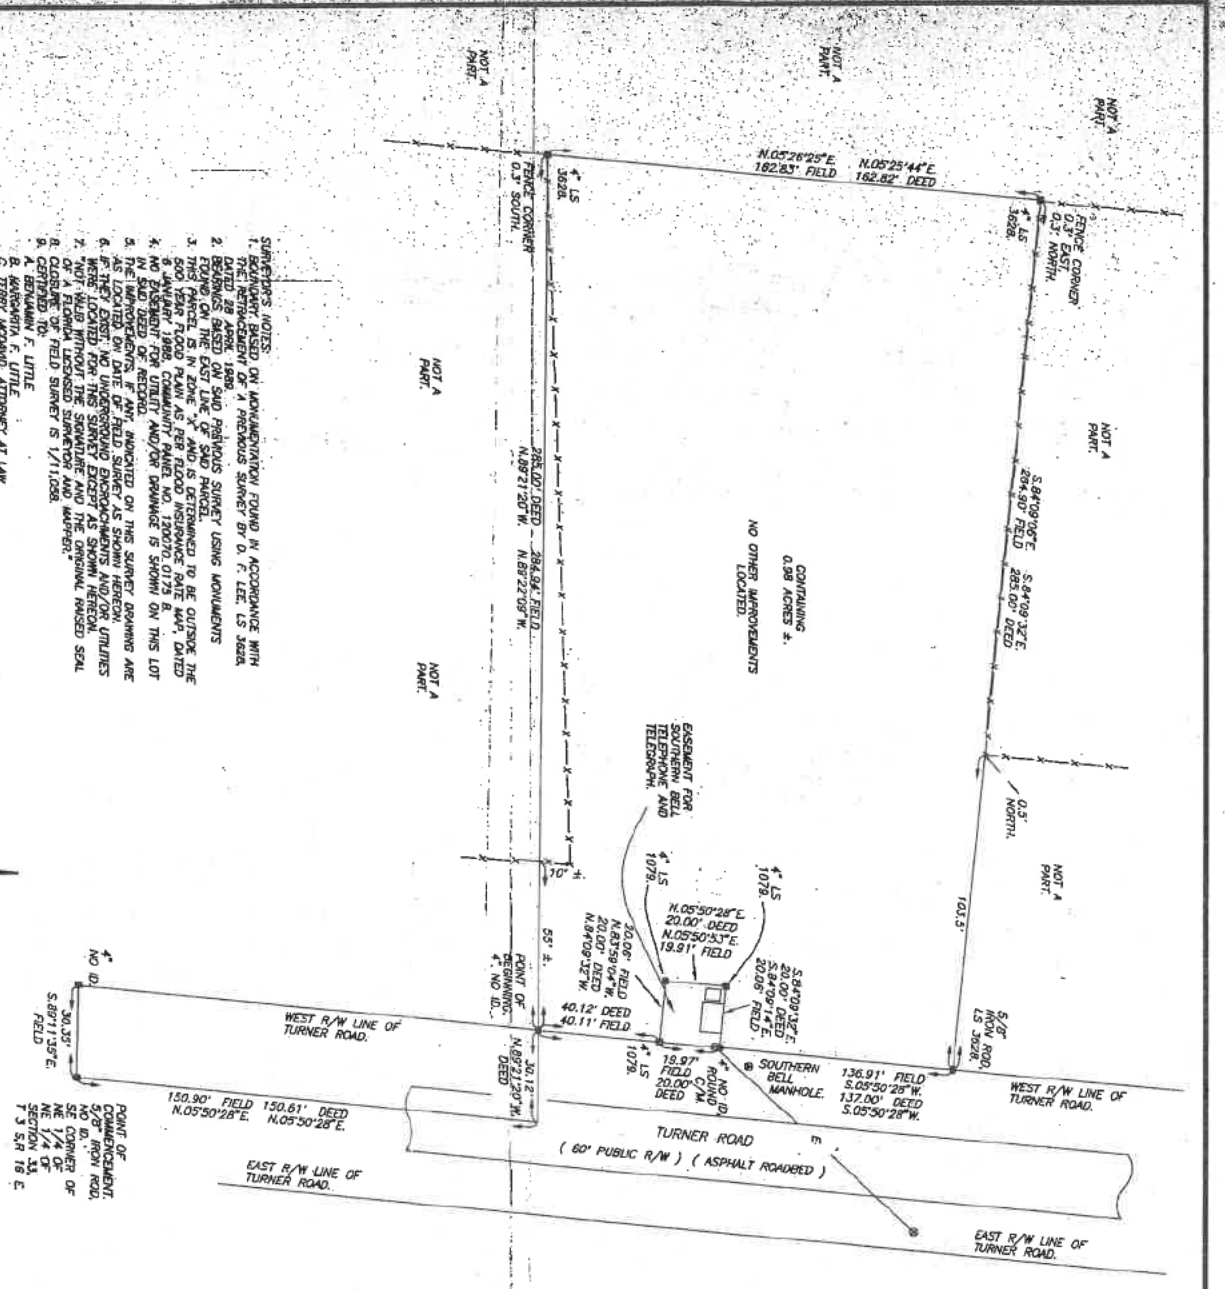 NOT A
PART.
NOT A
PART.
NOT A
PART.
N.05°26'25"E.
162.83' FIELD
N.05°25'44"E.
162.82' DEED
4" LS
3628.
FENCE CORNER
0.3' SOUTH.
FENCE CORNER
0.3' EAST,
0.3' NORTH.
4" LS
3628.
NOT A
PART.
S.84°09'06"E.
284.90' FIELD
S.84°09'32"E.
285.00' DEED
CONTAINING
0.98 ACRES ±.
NO OTHER IMPROVEMENTS
LOCATED.
285.00' DEED - 284.94' FIELD
N.89°21'20"W. N.89°22'09"W.
NOT A
PART.
NOT A
PART.
SURVEYOR'S NOTES:
1. BOUNDARY BASED ON MONUMENTATION FOUND IN ACCORDANCE WITH
THE RETRACEMENT OF A PREVIOUS SURVEY BY D. F. LEE, LS 3628,
DATED 28 APRIL 1989.
2. BEARINGS BASED ON SAID PREVIOUS SURVEY USING MONUMENTS
FOUND ON THE EAST LINE OF SAID PARCEL.
3. THIS PARCEL IS IN ZONE "X" AND IS DETERMINED TO BE OUTSIDE THE
500 YEAR FLOOD PLAIN AS PER FLOOD INSURANCE RATE MAP, DATED
6 JANUARY 1988, COMMUNITY PANEL NO. 120070 0175 B.
4. NO EASEMENT FOR UTILITY AND/OR DRAINAGE IS SHOWN ON THIS LOT
IN SAID DEED OF RECORD.
5. THE IMPROVEMENTS, IF ANY, INDICATED ON THIS SURVEY DRAWING ARE
AS LOCATED ON DATE OF FIELD SURVEY AS SHOWN HEREON.
6. IF THEY EXIST, NO UNDERGROUND ENCROACHMENTS AND/OR UTILITIES
WERE LOCATED FOR THIS SURVEY EXCEPT AS SHOWN HEREON.
7. "NOT VALID WITHOUT THE SIGNATURE AND THE ORIGINAL RAISED SEAL
OF A FLORIDA LICENSED SURVEYOR AND MAPPER."
8. CLOSURE OF FIELD SURVEY IS 1/11,088.
9. CERTIFIED TO:
A. BENJAMIN F. LITTLE
B. MARGARITA F. LITTLE
C. TERRY MCDAVID, ATTORNEY AT LAW
EASEMENT FOR
SOUTHERN BELL
TELEPHONE AND
TELEGRAPH.
0.5'
NORTH.
NOT A
PART.
103.5'
4" LS
1079.
4" LS
1079.
N.05°50'28"E.
20.00' DEED
N.05°50'53"E.
19.91' FIELD
20.06' FIELD
N.83°59'04"W.
20.00' DEED
N.84°09'32"W.
S.84°09'32"E.
20.00' DEED
S.84°09'14"E.
20.06' FIELD.
10' ±.
55' ±.
POINT OF
BEGINNING.
4", NO ID.
40.12' DEED
40.11' FIELD
4" LS
1079.
19.97'
FIELD
20.00'
DEED
4" NO ID,
ROUND
C/M.
SOUTHERN
BELL
MANHOLE.
136.91' FIELD
S.05°50'25"W.
137.00' DEED
S.05°50'28"W.
5/8"
IRON ROD,
LS 3628.
WEST R/W LINE OF
TURNER ROAD.
30.12'
N.89°21'20"W.
DEED
WEST R/W LINE OF
TURNER ROAD.
4"
NO ID.
30.35'
S.89°11'35"E.
FIELD
150.90' FIELD 150.61' DEED
N.05°50'28"E. N.05°50'28"E.
TURNER ROAD
( 60' PUBLIC R/W ) ( ASPHALT ROADBED )
E
EAST R/W LINE OF
TURNER ROAD.
EAST R/W LINE OF
TURNER ROAD.
POINT OF
COMMENCEMENT.
5/8" IRON ROD,
NO ID.
SE CORNER OF
NE 1/4 OF
NE 1/4 OF
SECTION 33,
T 3 S,R 16 E.